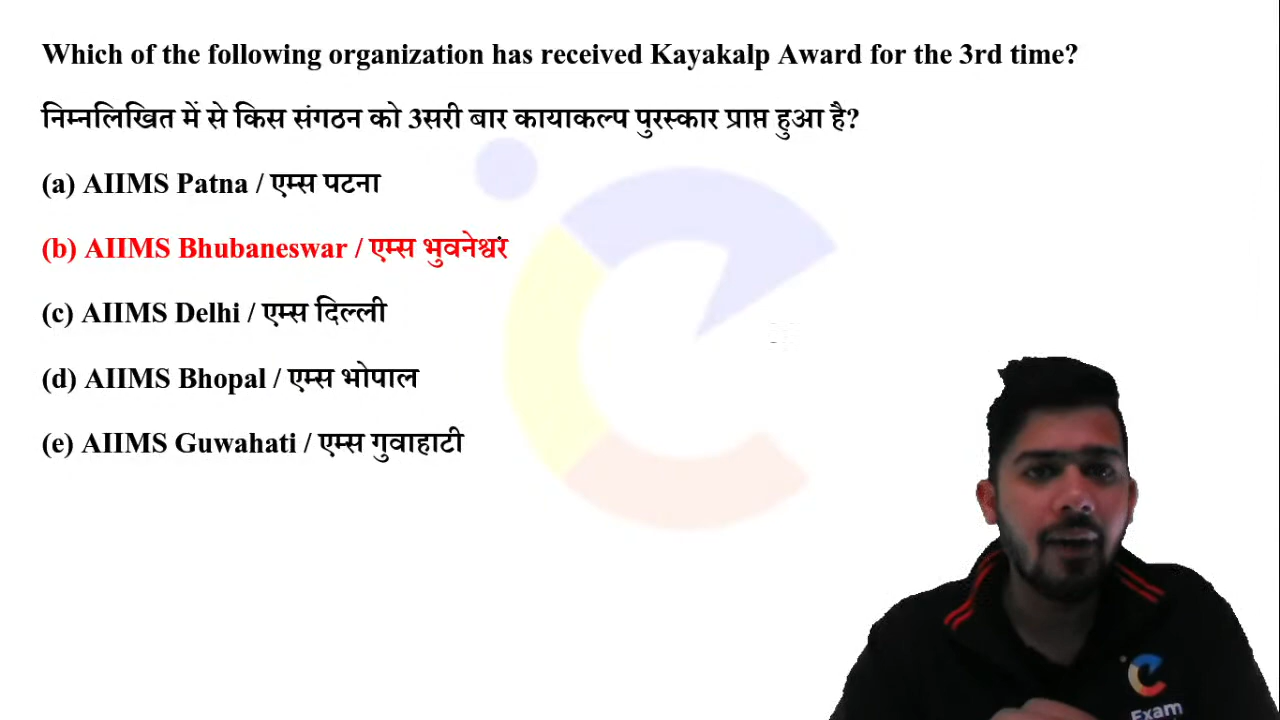 Which of the following organization has received Kayakalp Award for the 3rd time?
निम्नलिखित में से किस संगठन को 3सरी बार कायाकल्प पुरस्कार प्राप्त हुआ है?
(a) AIIMS Patna / एम्स पटना
(b) AIIMS Bhubaneswar / एम्स भुवनेश्वर
(c) AIIMS Delhi / एम्स दिल्ली
(d) AIIMS Bhopal / एम्स भोपाल
(e) AIIMS Guwahati / एम्स गुवाहाटी
Exam